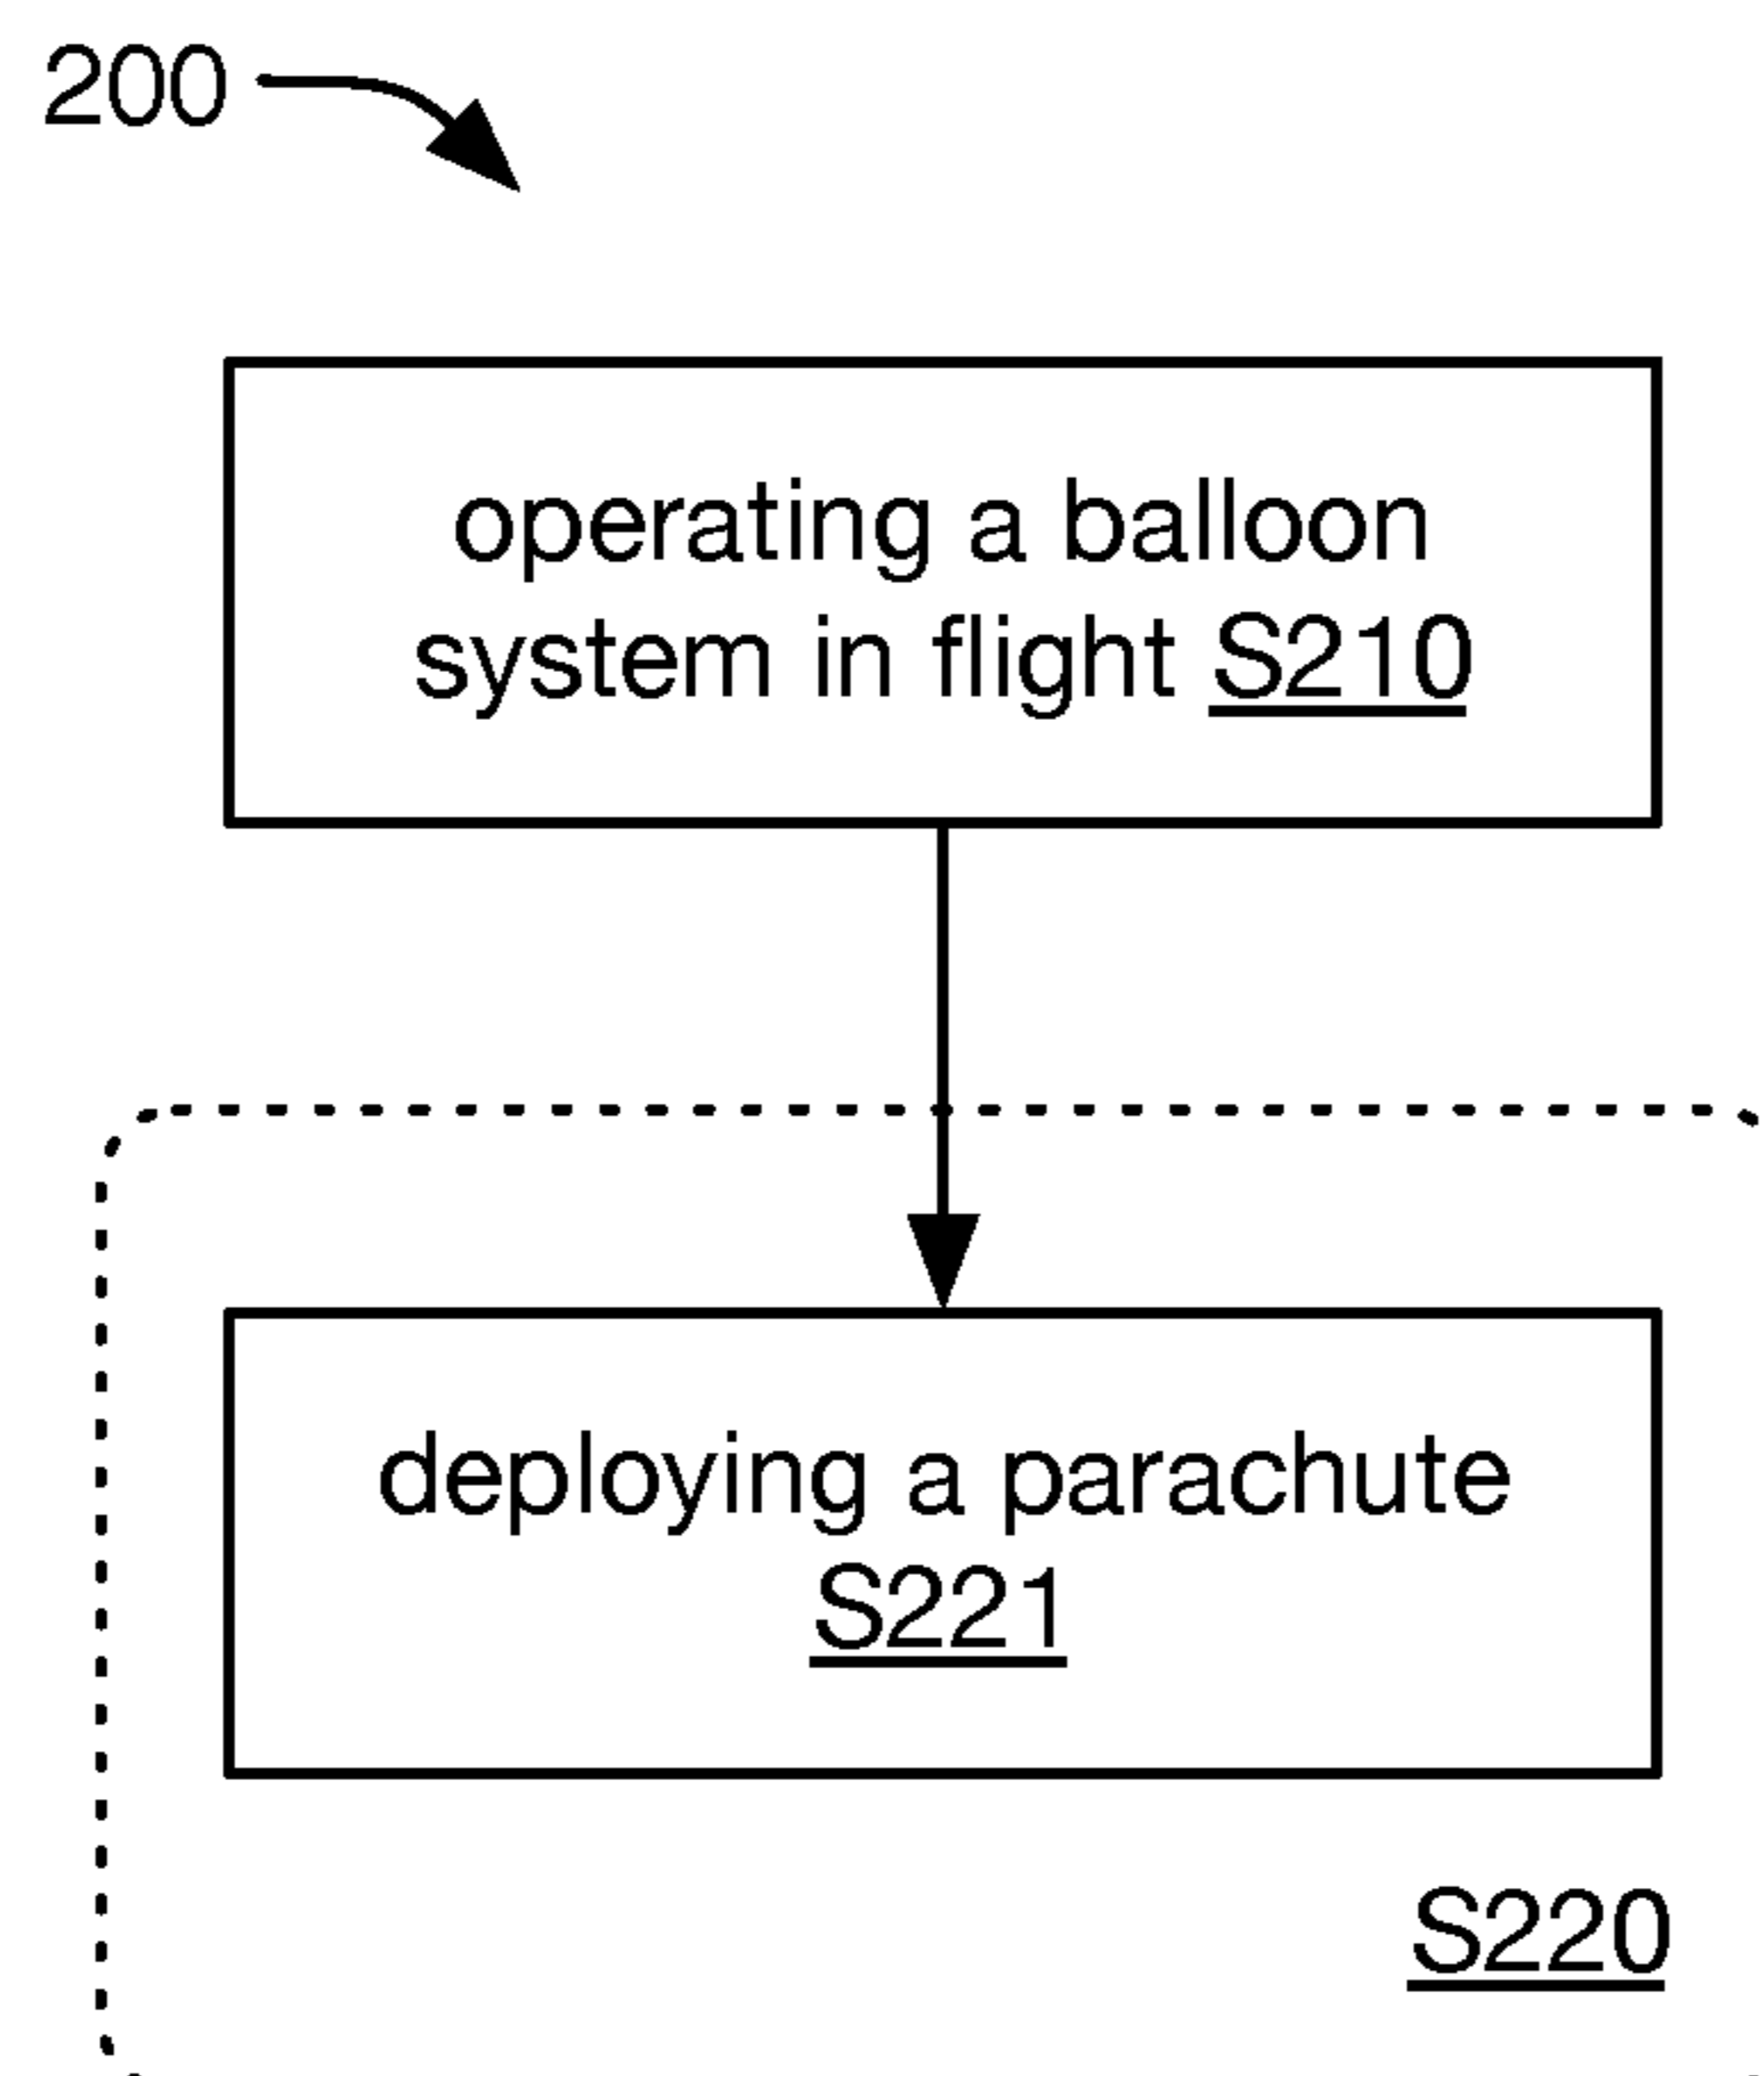 200
operating a balloon
system in flight S210
deploying a parachute
S221
S220